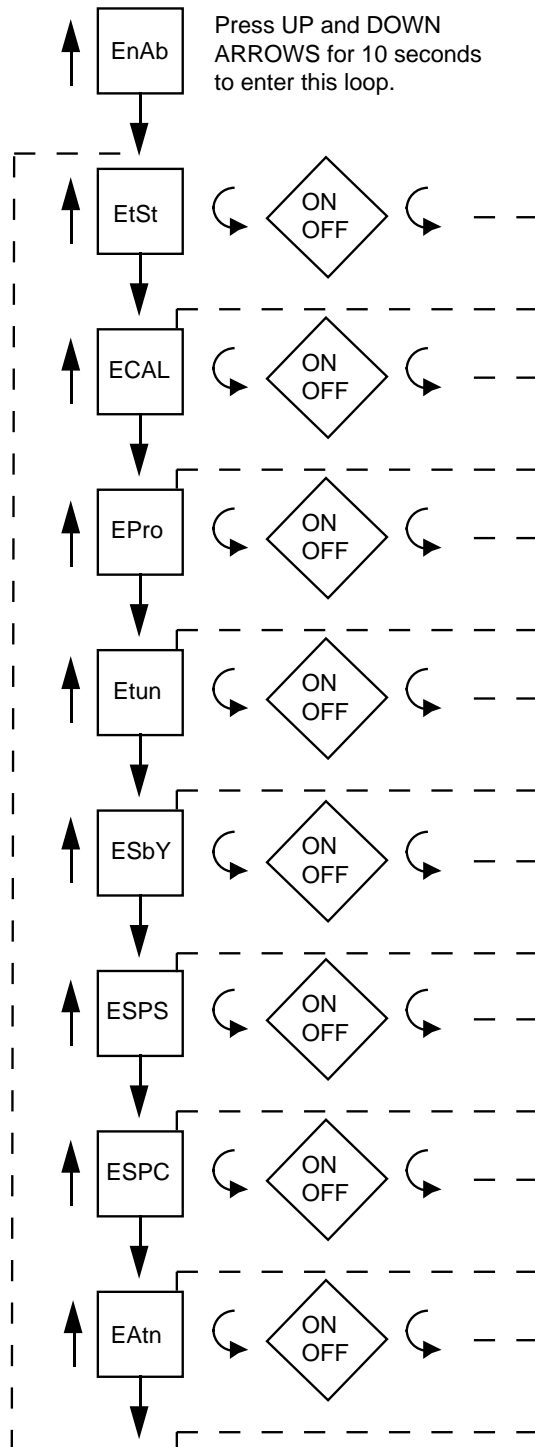 EnAb
Press UP and DOWN
ARROWS for 10 seconds
to enter this loop.
EtSt
ON
OFF
ECAL
ON
OFF
EPro
ON
OFF
Etun
ON
OFF
ESbY
ON
OFF
ESPS
ON
OFF
ESPC
ON
OFF
EAtn
ON
OFF